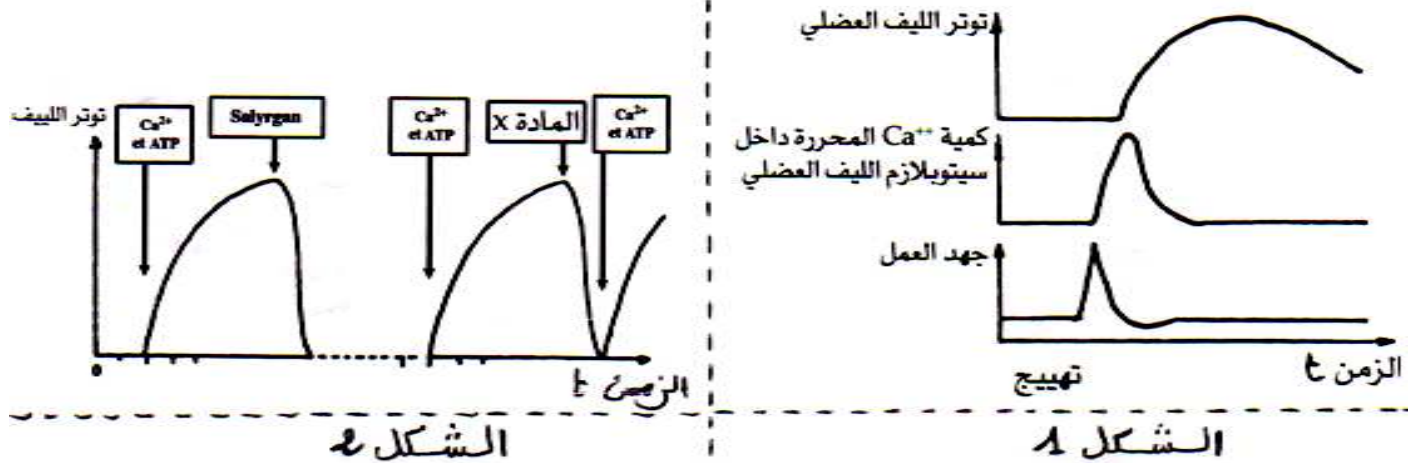 توتر الليف العضلي
كمية Ca⁺⁺ المحررة داخل
سيتوبلازم الليف العضلي
جهد العمل
تهييج
الزمن t
الشكل 1
توتر الليف
Ca²⁺
et ATP
Salyrgan
Ca²⁺
et ATP
المادة X
Ca²⁺
et ATP
0
الزمن t
الشكل 2